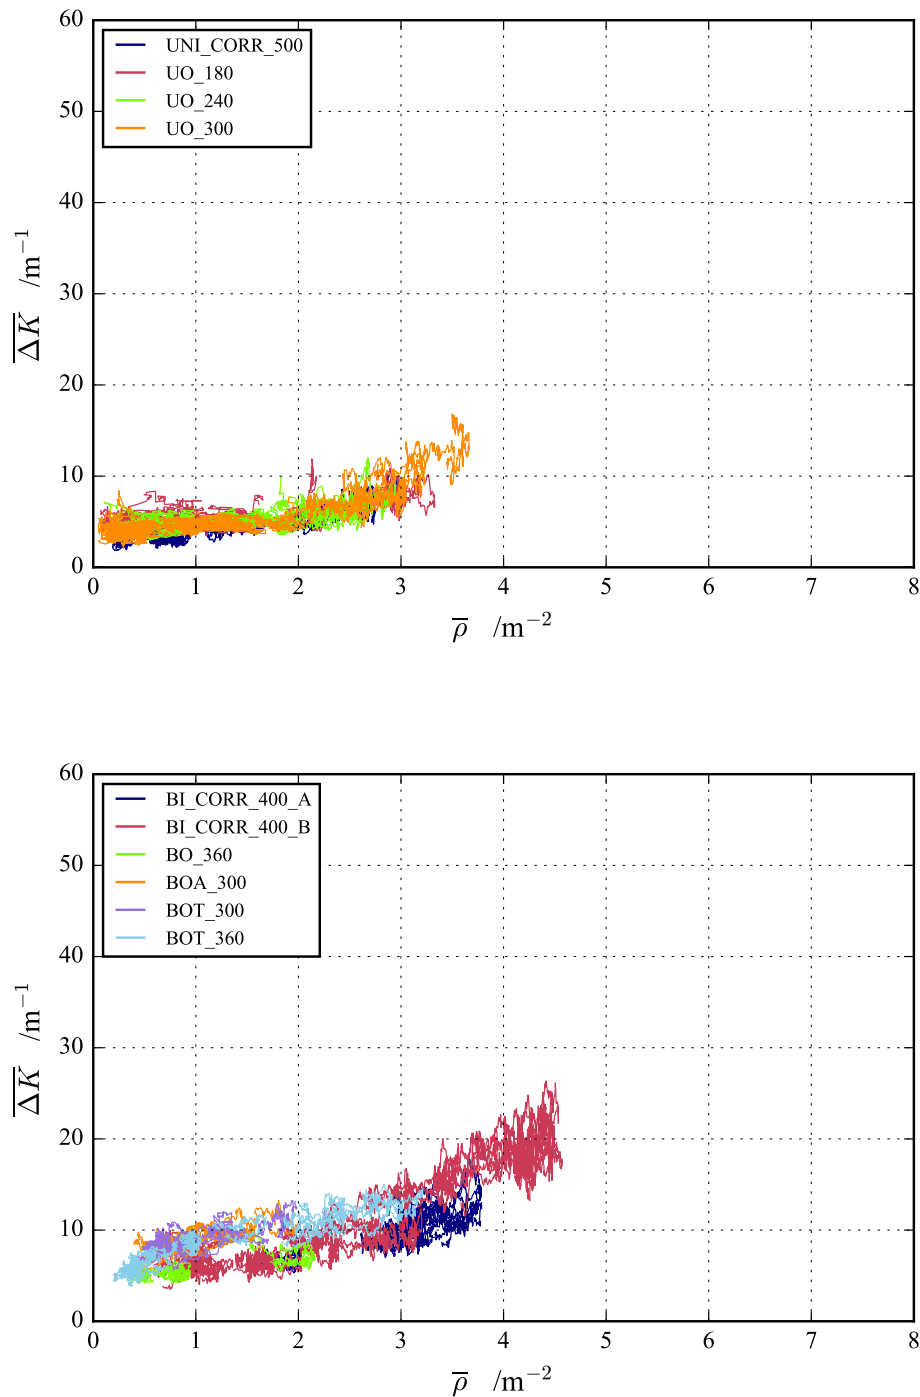 60
50
40
30
20
10
0
ΔK /m⁻¹
UNI_CORR_500
UO_180
UO_240
UO_300
0 1 2 3 4 5 6 7 8
ρ /m⁻²
60
50
40
30
20
10
0
ΔK /m⁻¹
BI_CORR_400_A
BI_CORR_400_B
BO_360
BOA_300
BOT_300
BOT_360
0 1 2 3 4 5 6 7 8
ρ /m⁻²